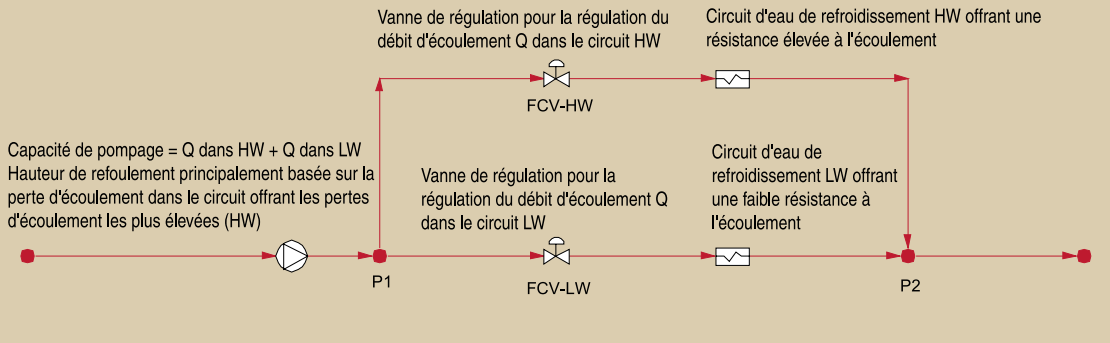 Vanne de régulation pour la régulation du
débit d'écoulement Q dans le circuit HW
Circuit d'eau de refroidissement HW offrant une
résistance élevée à l'écoulement
FCV-HW
Capacité de pompage = Q dans HW + Q dans LW
Hauteur de refoulement principalement basée sur la
perte d'écoulement dans le circuit offrant les pertes
d'écoulement les plus élevées (HW)
Vanne de régulation pour la
régulation du débit d'écoulement Q
dans le circuit LW
Circuit d'eau de
refroidissement LW offrant
une faible résistance à
l'écoulement
P1
FCV-LW
P2